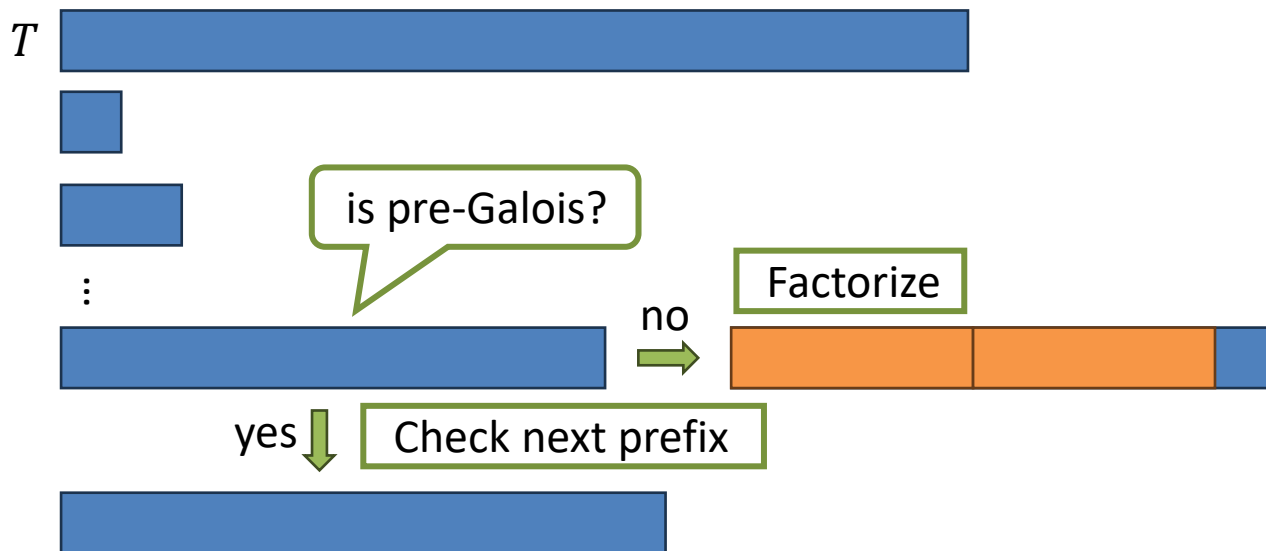 T
is pre-Galois?
⋮
Factorize
no
yes
Check next prefix